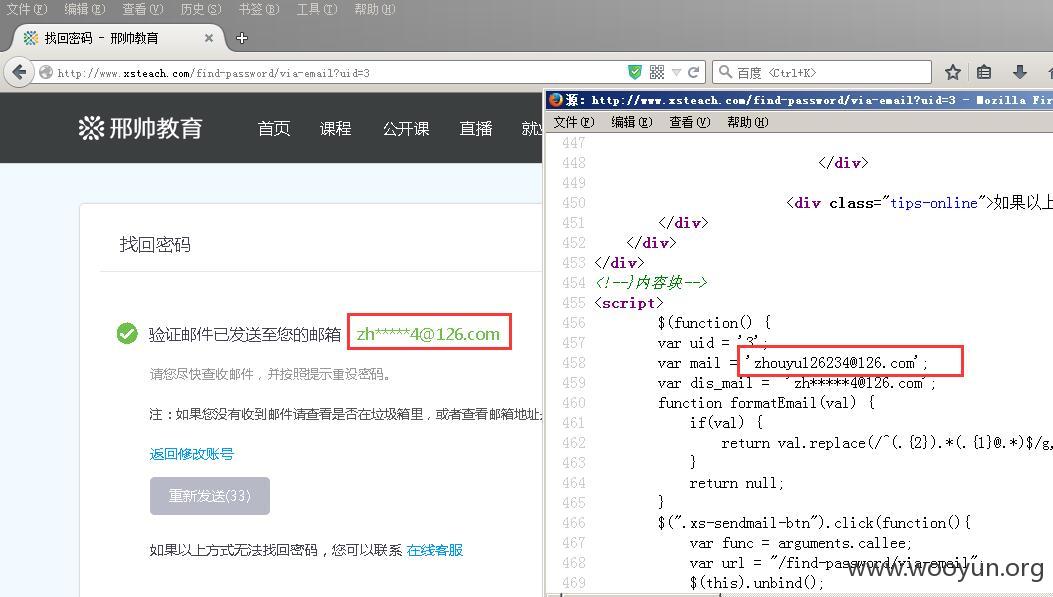 文件(F) 编辑(E) 查看(V) 历史(S) 书签(B) 工具(T) 帮助(H)
找回密码 - 邢帅教育 × +
http://www.xsteach.com/find-password/via-email?uid=3
百度 <Ctrl+K>
邢帅教育 首页 课程 公开课 直播
找回密码
验证邮件已发送至您的邮箱 zh*****4@126.com
请您尽快查收邮件，并按照提示重设密码。
注：如果您没有收到邮件请查看是否在垃圾箱里，或者查看邮箱地址
返回修改账号
重新发送(33)
如果以上方式无法找回密码，您可以联系 在线客服
源: http://www.xsteach.com/find-password/via-email?uid=3 - Mozilla Fir
文件(F) 编辑(E) 查看(V) 帮助(H)
447
448 </div>
449
450 <div class="tips-online">如果以上
451 </div>
452 </div>
453 </div>
454 <!--}内容块-->
455 <script>
456 $(function() {
457 var uid = '3';
458 var mail = 'zhouyu126234@126.com';
459 var dis_mail = 'zh*****4@126.com';
460 function formatEmail(val) {
461 if(val) {
462 return val.replace(/^(.{2}).*(.{1}@.*)$/g,
463 }
464 return null;
465 }
466 $(".xs-sendmail-btn").click(function(){
467 var func = arguments.callee;
468 var url = "/find-password/via-email"
469 $(this).unbind();
www.wooyun.org